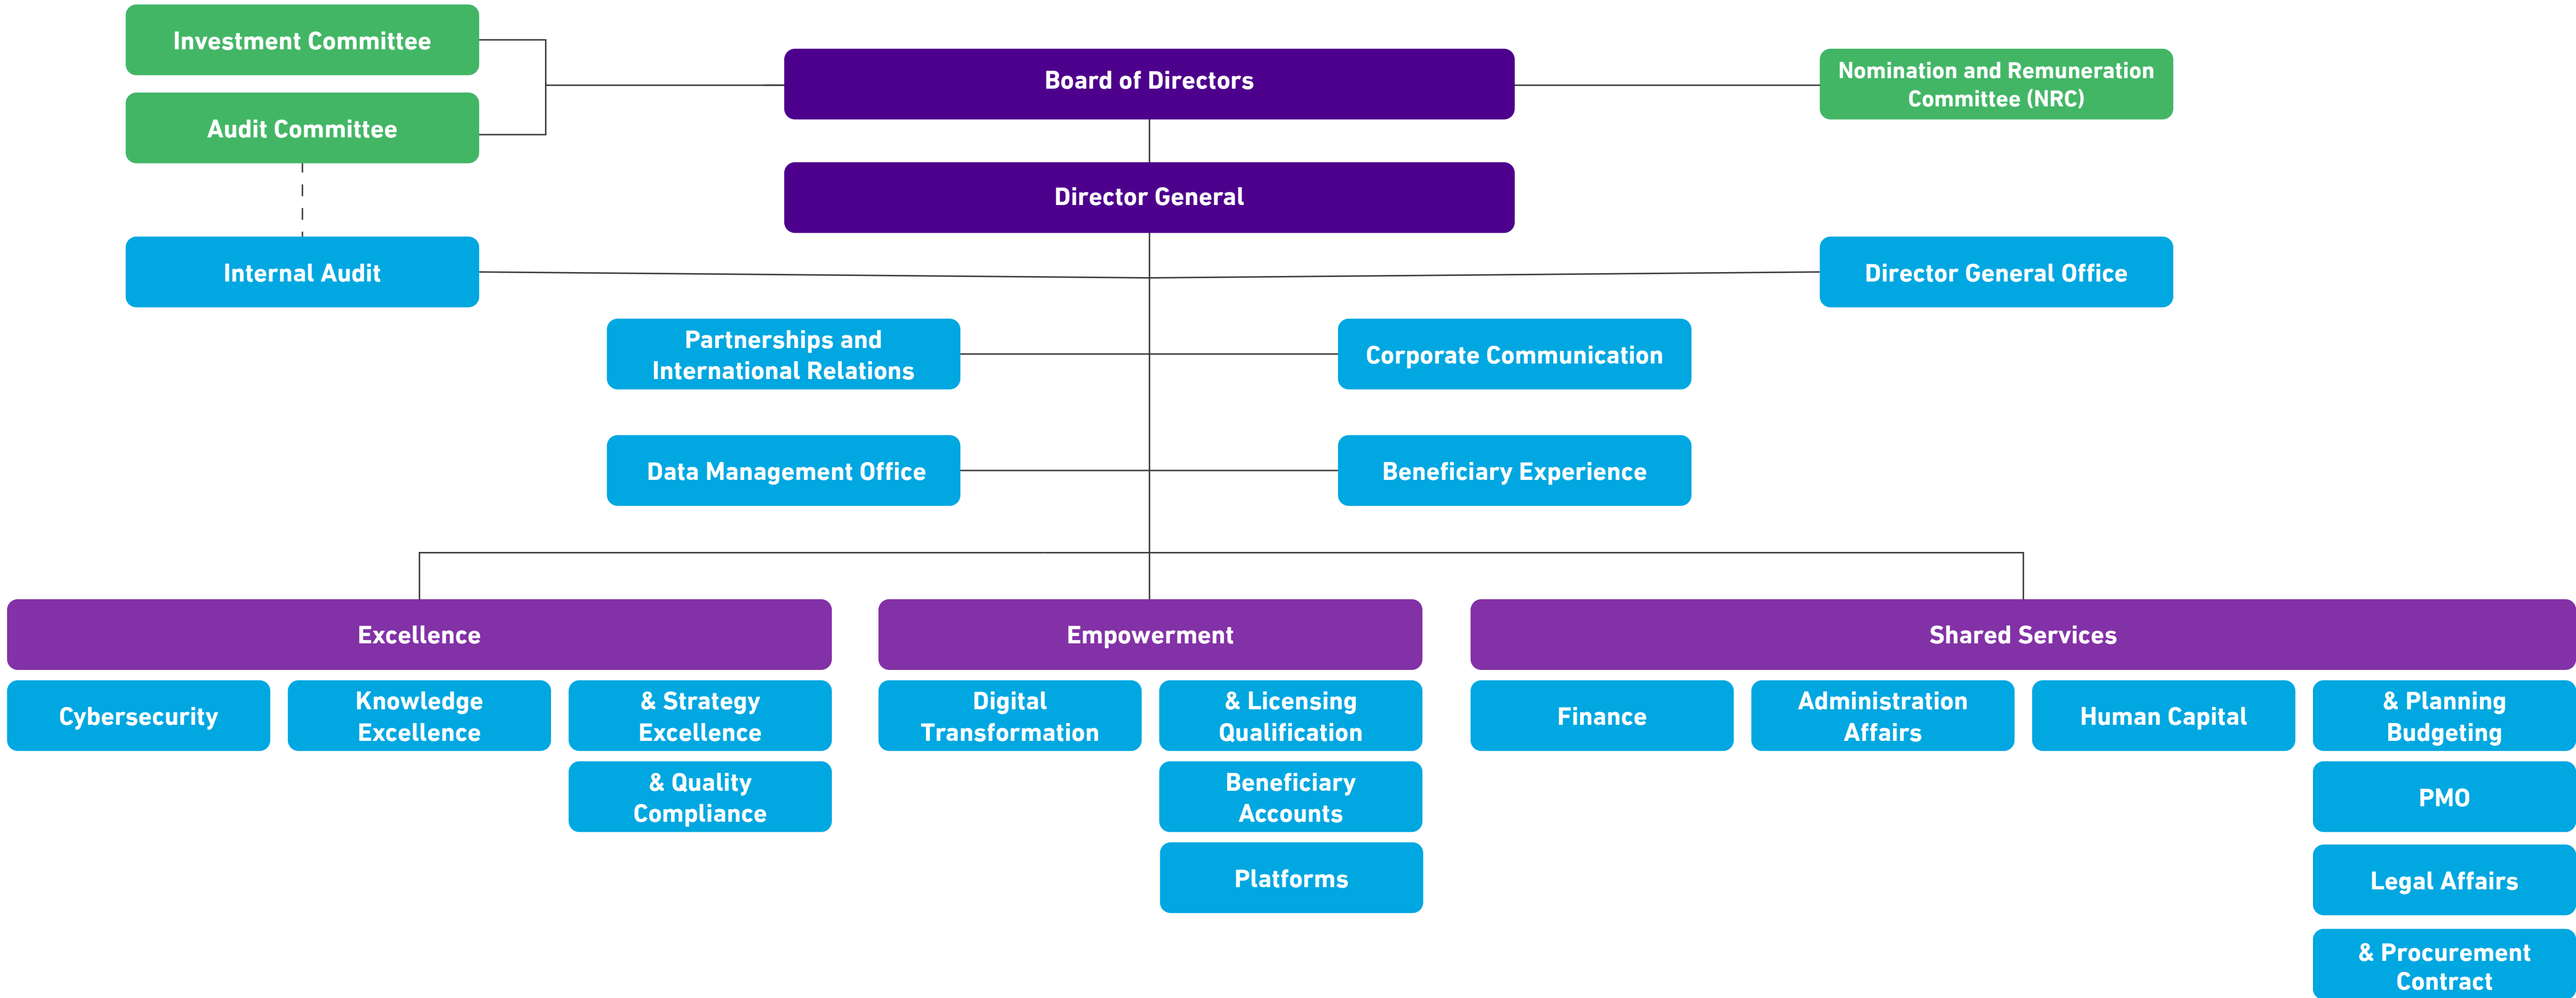 Investment Committee
Audit Committee
Board of Directors
Nomination and Remuneration
Committee (NRC)
Director General
Internal Audit
Director General Office
Partnerships and
International Relations
Corporate Communication
Data Management Office
Beneficiary Experience
Excellence
Cybersecurity
Knowledge
Excellence
& Strategy
Excellence
& Quality
Compliance
Empowerment
Digital
Transformation
& Licensing
Qualification
Beneficiary
Accounts
Platforms
Shared Services
Finance
Administration
Affairs
Human Capital
& Planning
Budgeting
PMO
Legal Affairs
& Procurement
Contract